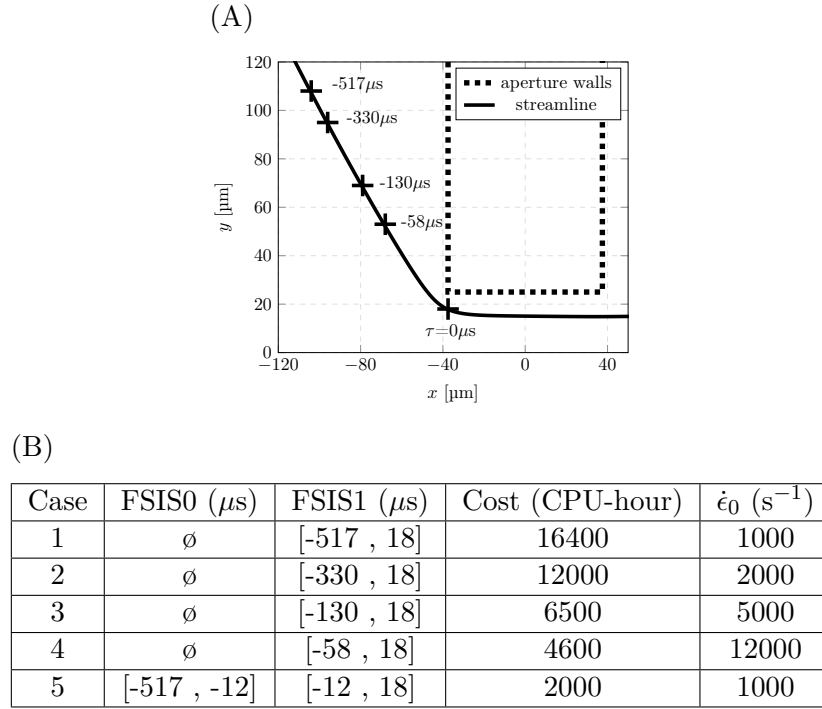 (A)
120
100
80
60
40
20
0
y [µm]
-517µs
-330µs
-130µs
-58µs
τ=0µs
aperture walls
streamline
−120 −80 −40 0 40
x [µm]
(B)
Case FSIS0 (µs) FSIS1 (µs) Cost (CPU-hour) ϵ̇₀ (s⁻¹)
1 ø [-517 , 18] 16400 1000
2 ø [-330 , 18] 12000 2000
3 ø [-130 , 18] 6500 5000
4 ø [-58 , 18] 4600 12000
5 [-517 , -12] [-12 , 18] 2000 1000